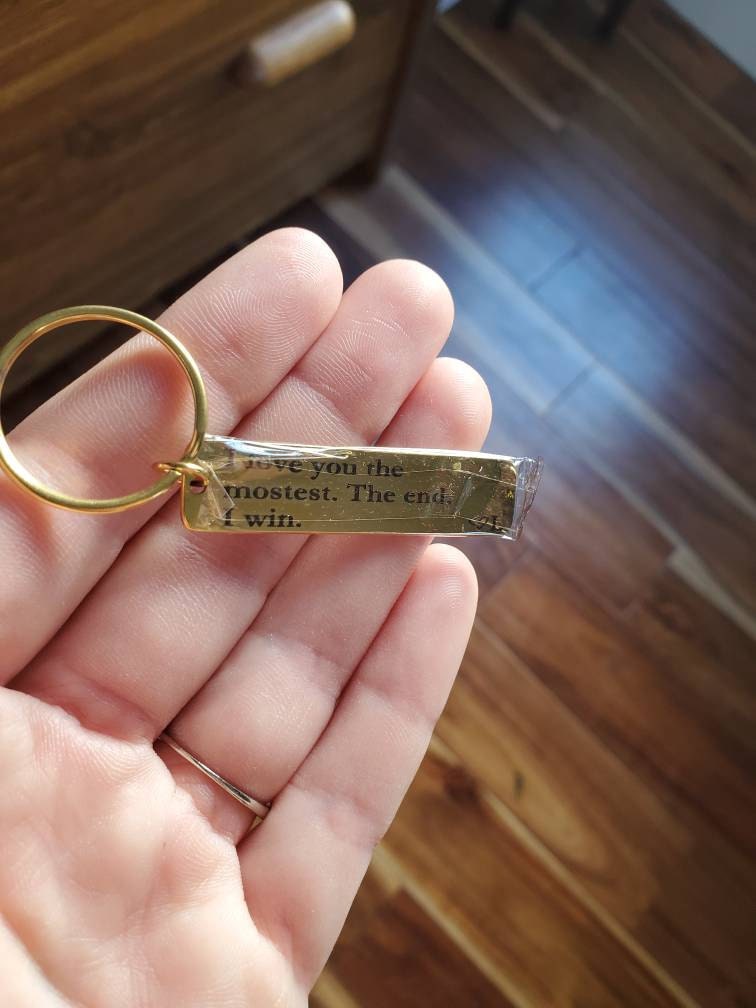 I love you the
mostest. The end.
I win.
♡L